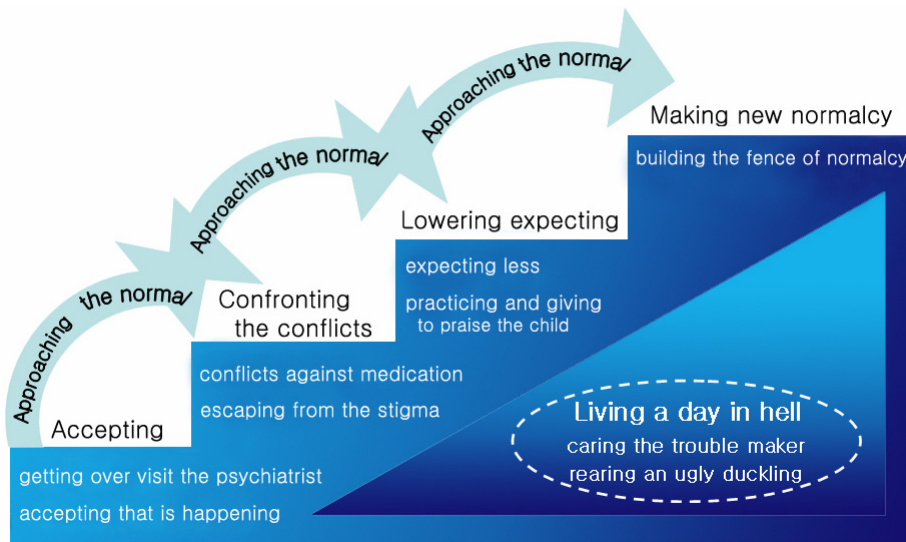 Approaching the normal
Approaching the normal
Approaching the normal
Making new normalcy
building the fence of normalcy
Lowering expecting
expecting less
practicing and giving
to praise the child
Confronting
the conflicts
conflicts against medication
escaping from the stigma
Accepting
getting over visit the psychiatrist
accepting that is happening
Living a day in hell
caring the trouble maker
rearing an ugly duckling